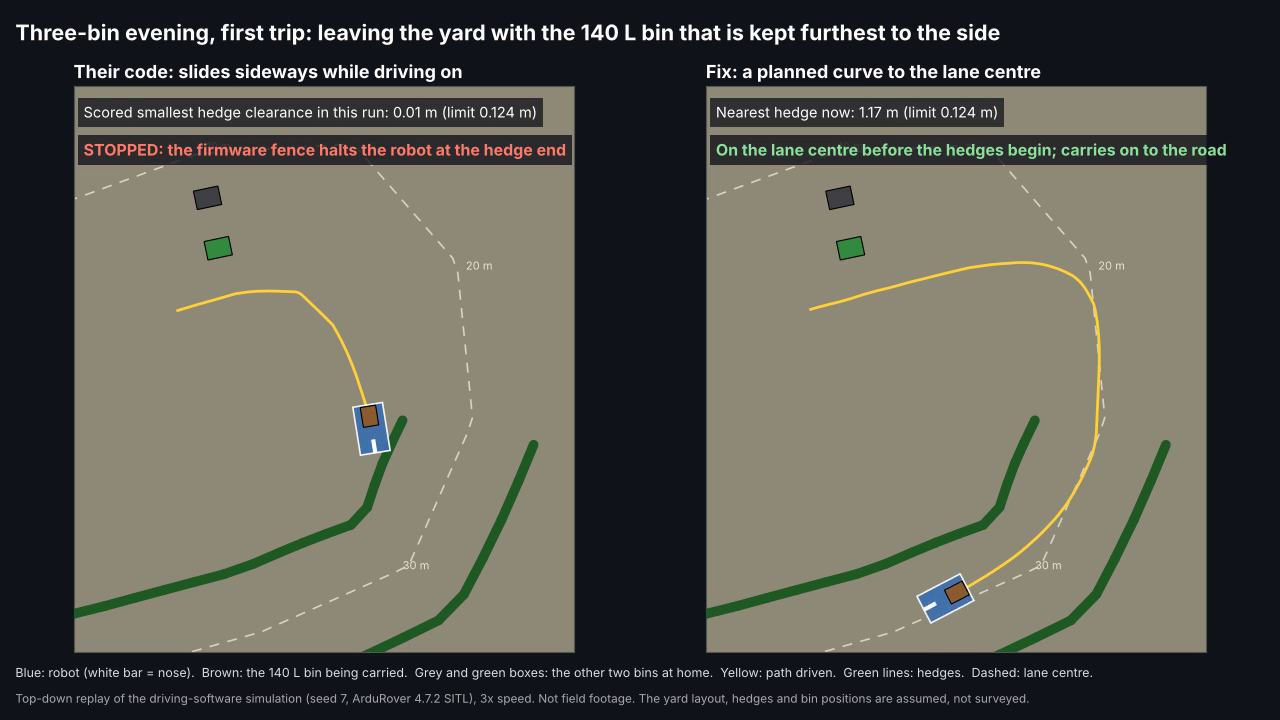 Three-bin evening, first trip: leaving the yard with the 140 L bin that is kept furthest to the side
Their code: slides sideways while driving on
Scored smallest hedge clearance in this run: 0.01 m (limit 0.124 m)
STOPPED: the firmware fence halts the robot at the hedge end
20 m
30 m
Fix: a planned curve to the lane centre
Nearest hedge now: 1.17 m (limit 0.124 m)
On the lane centre before the hedges begin; carries on to the road
20 m
30 m
Blue: robot (white bar = nose).  Brown: the 140 L bin being carried.  Grey and green boxes: the other two bins at home.  Yellow: path driven.  Green lines: hedges.  Dashed: lane centre.
Top-down replay of the driving-software simulation (seed 7, ArduRover 4.7.2 SITL), 3x speed. Not field footage. The yard layout, hedges and bin positions are assumed, not surveyed.